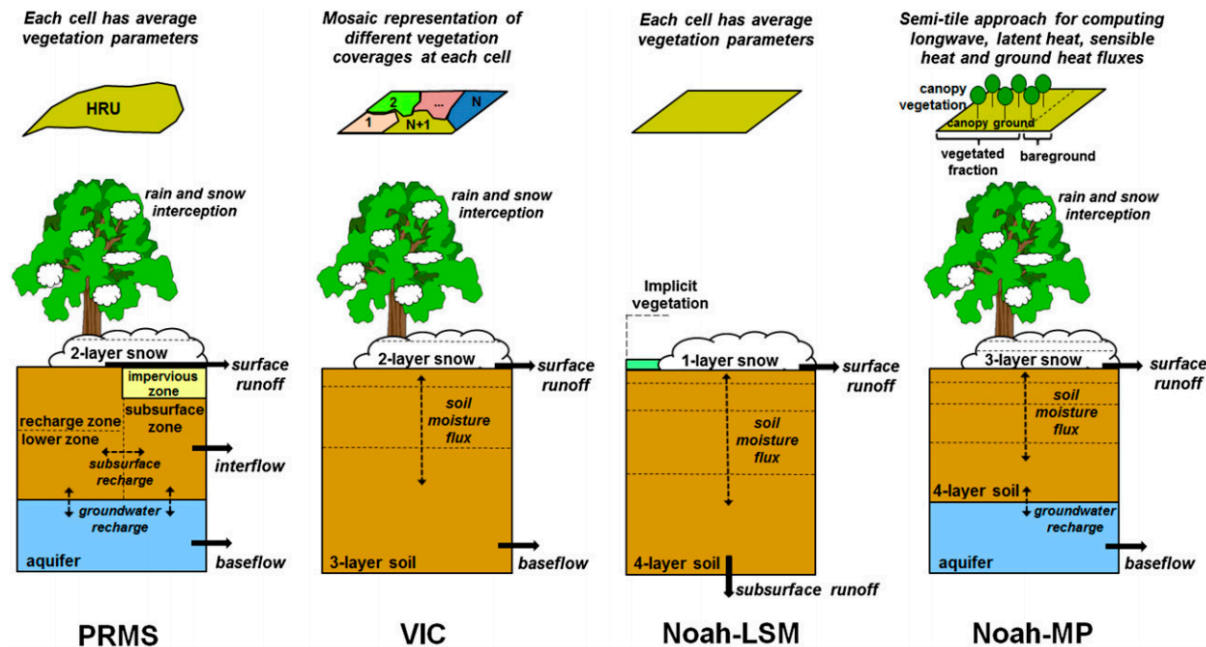 Each cell has average
vegetation parameters
HRU
rain and snow
interception
2-layer snow
surface
runoff
impervious
zone
recharge zone
lower zone
subsurface
zone
subsurface
recharge
interflow
groundwater
recharge
aquifer
baseflow
PRMS
Mosaic representation of
different vegetation
coverages at each cell
1
2
...
N
N+1
rain and snow
interception
2-layer snow
surface
runoff
soil
moisture
flux
3-layer soil
baseflow
VIC
Each cell has average
vegetation parameters
Implicit
vegetation
1-layer snow
surface
runoff
soil
moisture
flux
4-layer soil
subsurface runoff
Noah-LSM
Semi-tile approach for computing
longwave, latent heat, sensible
heat and ground heat fluxes
canopy
vegetation
canopy ground
vegetated
fraction
bareground
rain and snow
interception
3-layer snow
surface
runoff
soil
moisture
flux
4-layer soil
groundwater
recharge
aquifer
baseflow
Noah-MP